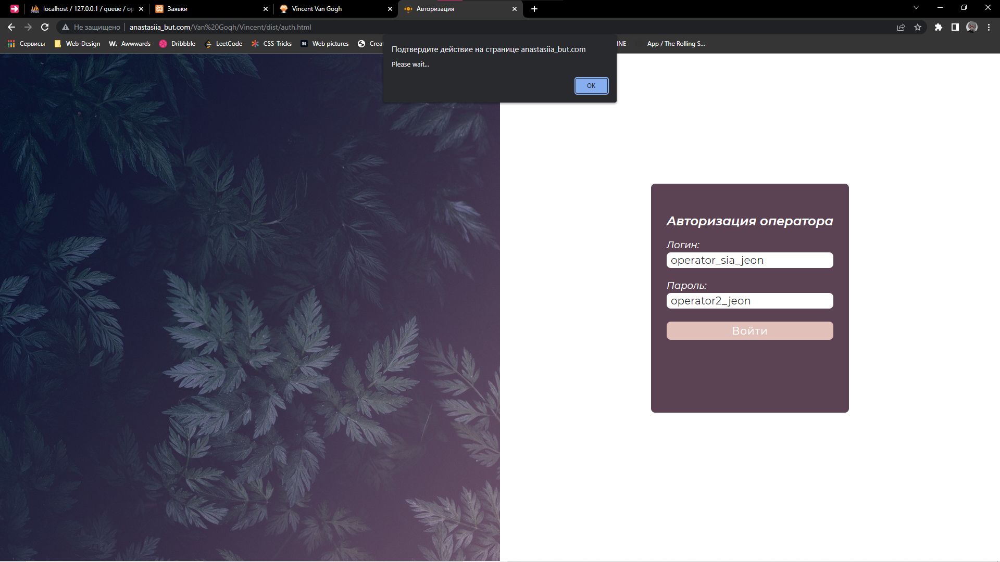 localhost / 127.0.0.1 / queue / op
Заявки
Vincent Van Gogh
Авторизация
Не защищено
anastasiia_but.com/Van%20Gogh/Vincent/dist/auth.html
Сервисы
Web-Design
W. Awwwards
Dribbble
LeetCode
CSS-Tricks
St Web pictures
Creat
INE
App / The Rolling S...
Подтвердите действие на странице anastasiia_but.com
Please wait...
OK
Авторизация оператора
Логин:
operator_sia_jeon
Пароль:
operator2_jeon
Войти